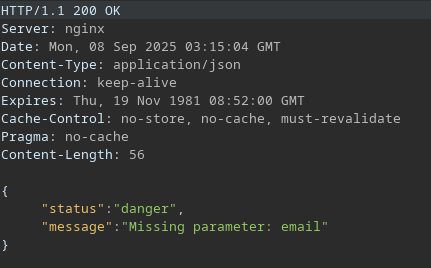 HTTP/1.1 200 OK
Server: nginx
Date: Mon, 08 Sep 2025 03:15:04 GMT
Content-Type: application/json
Connection: keep-alive
Expires: Thu, 19 Nov 1981 08:52:00 GMT
Cache-Control: no-store, no-cache, must-revalidate
Pragma: no-cache
Content-Length: 56

{
     "status":"danger",
     "message":"Missing parameter: email"
}